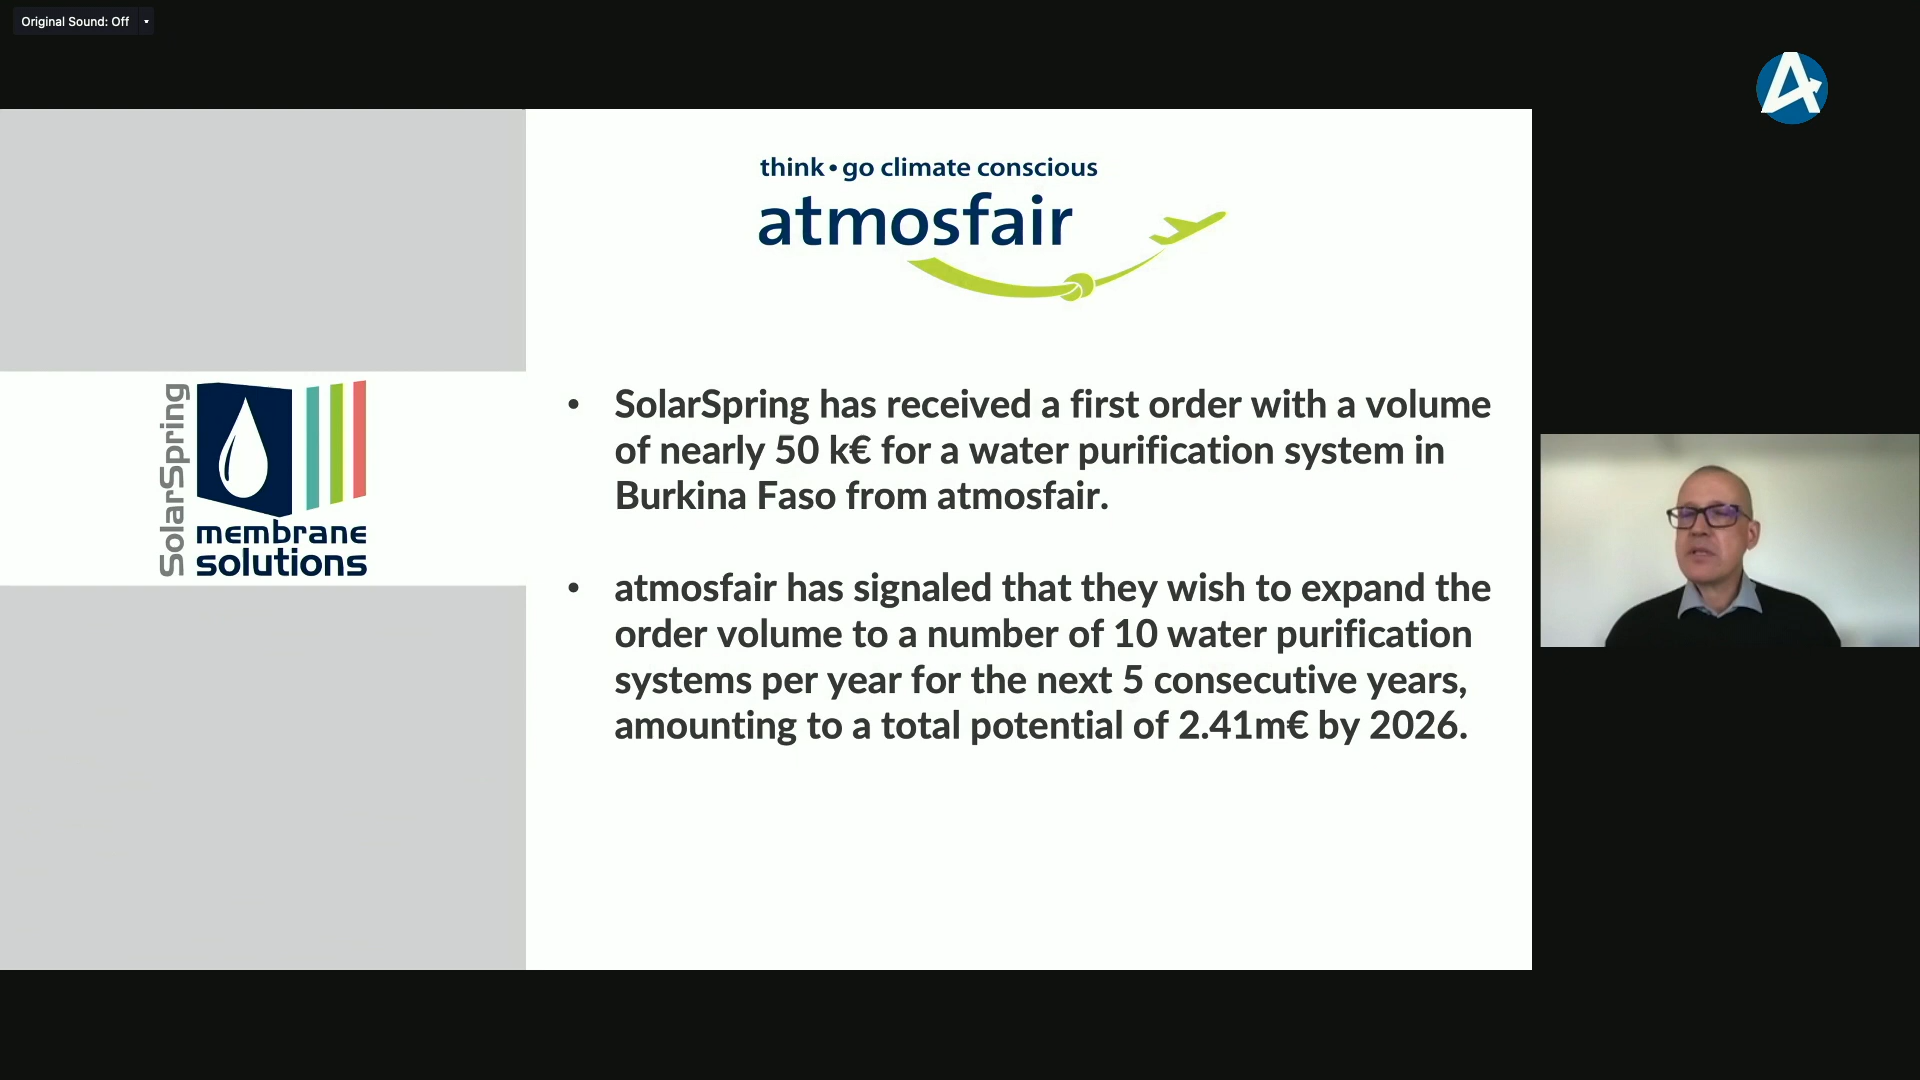 Original Sound: Off
think • go climate conscious
atmosfair
SolarSpring
membrane
solutions
• SolarSpring has received a first order with a volume
of nearly 50 k€ for a water purification system in
Burkina Faso from atmosfair.
• atmosfair has signaled that they wish to expand the
order volume to a number of 10 water purification
systems per year for the next 5 consecutive years,
amounting to a total potential of 2.41m€ by 2026.